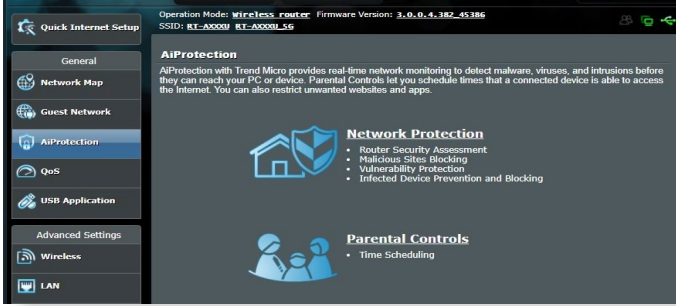 Quick Internet Setup
General
Network Map
Guest Network
AiProtection
QoS
USB Application
Advanced Settings
Wireless
LAN
Operation Mode: Wireless router Firmware Version: 3.0.0.4.382_45386
SSID: RT-AXXXU RT-AXXXU_5G
AiProtection
AiProtection with Trend Micro provides real-time network monitoring to detect malware, viruses, and intrusions before
they can reach your PC or device. Parental Controls let you schedule times that a connected device is able to access
the Internet. You can also restrict unwanted websites and apps.
Network Protection
• Router Security Assessment
• Malicious Sites Blocking
• Vulnerability Protection
• Infected Device Prevention and Blocking
Parental Controls
• Time Scheduling